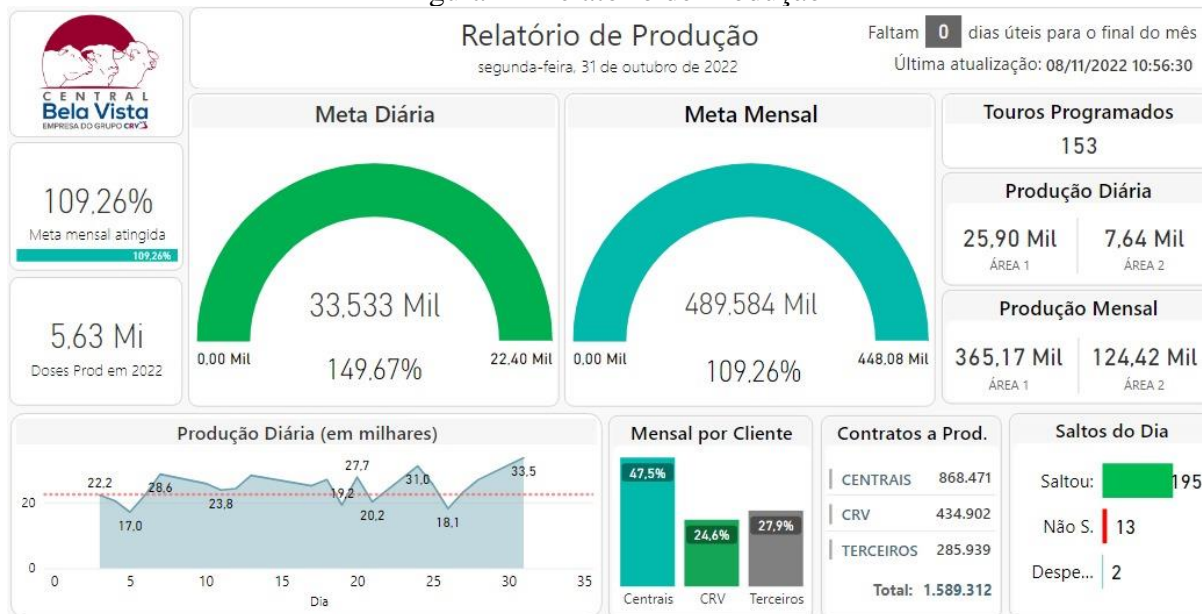 CENTRAL
Bela Vista
EMPRESA DO GRUPO CRV
Relatório de Produção
segunda-feira, 31 de outubro de 2022
Faltam 0 dias úteis para o final do mês
Última atualização: 08/11/2022 10:56:30
109,26%
Meta mensal atingida
109,26%
5,63 Mi
Doses Prod em 2022
Meta Diária
33,533 Mil
0,00 Mil
149,67%
22,40 Mil
Meta Mensal
489,584 Mil
0,00 Mil
109,26%
448,08 Mil
Touros Programados
153
Produção Diária
25,90 Mil
ÁREA 1
7,64 Mil
ÁREA 2
Produção Mensal
365,17 Mil
ÁREA 1
124,42 Mil
ÁREA 2
Produção Diária (em milhares)
20
0
22,2
17,0
28,6
23,8
19,2
27,7
20,2
31,0
18,1
33,5
0 5 10 15 20 25 30 35
Dia
Mensal por Cliente
47,5%
24,6%
27,9%
Centrais CRV Terceiros
Contratos a Prod.
CENTRAIS 868.471
CRV 434.902
TERCEIROS 285.939
Total: 1.589.312
Saltos do Dia
Saltou: 195
Não S. 13
Despe... 2